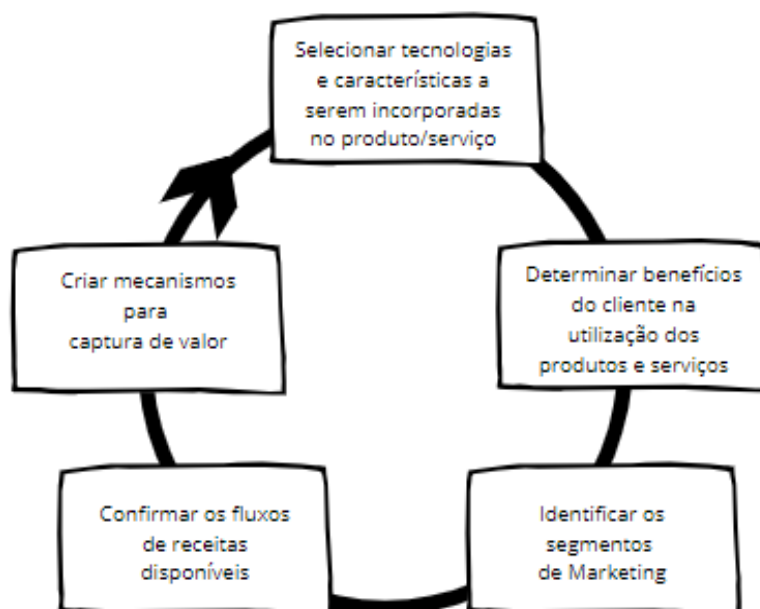 Selecionar tecnologias
e características a
serem incorporadas
no produto/serviço
Determinar benefícios
do cliente na
utilização dos
produtos e serviços
Identificar os
segmentos
de Marketing
Confirmar os fluxos
de receitas
disponíveis
Criar mecanismos
para
captura de valor